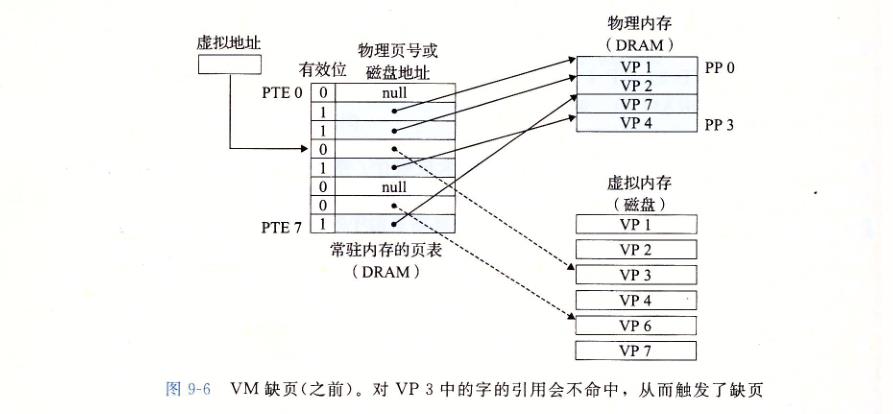 虚拟地址
有效位
物理页号或
磁盘地址
PTE 0 0 null
1
1
0
1
0 null
0
PTE 7 1
常驻内存的页表
（DRAM）
物理内存
（DRAM）
VP 1 PP 0
VP 2
VP 7
VP 4 PP 3
虚拟内存
（磁盘）
VP 1
VP 2
VP 3
VP 4
VP 6
VP 7
图 9-6 VM 缺页(之前)。对 VP 3 中的字的引用会不命中，从而触发了缺页